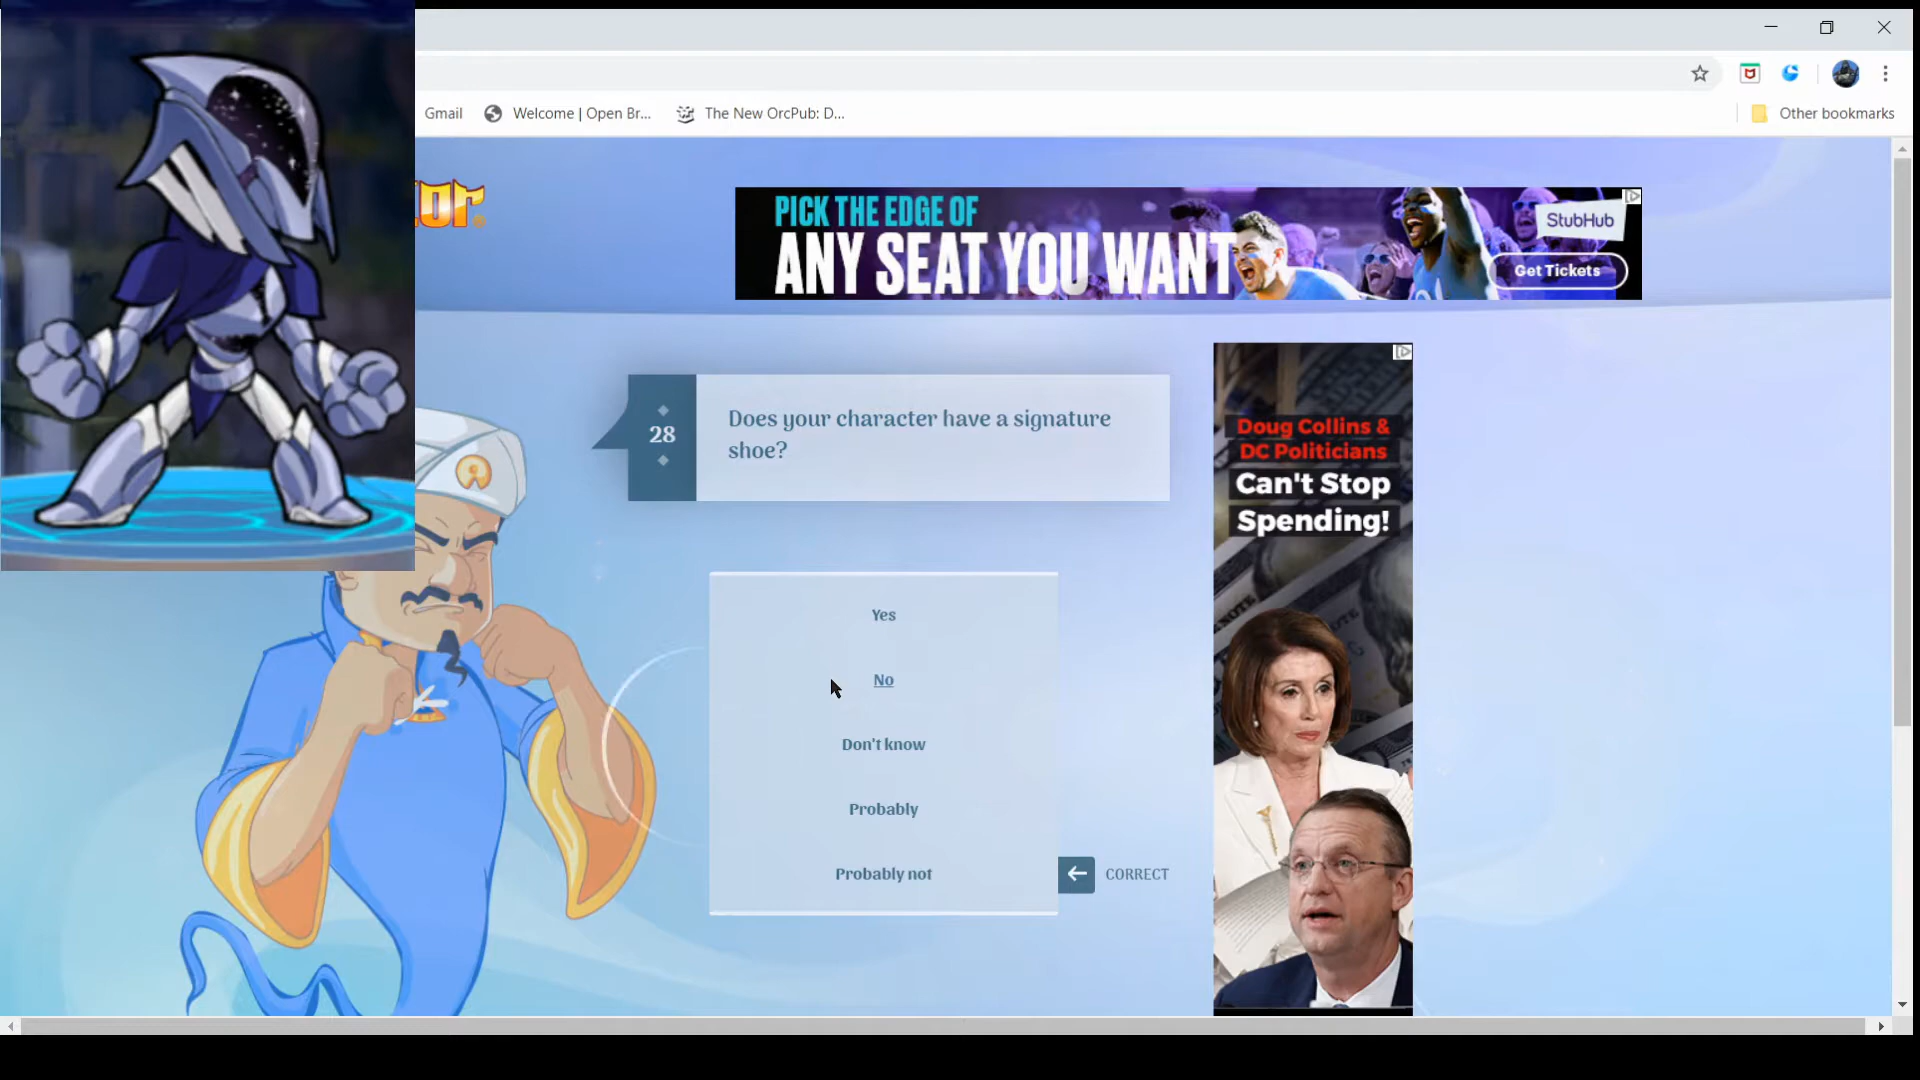 Gmail
Welcome | Open Br...
The New OrcPub: D...
Other bookmarks
tor
PICK THE EDGE OF
ANY SEAT YOU WANT
StubHub
Get Tickets
28
Does your character have a signature
shoe?
Yes
No
Don't know
Probably
Probably not
CORRECT
Doug Collins &
DC Politicians
Can't Stop
Spending!